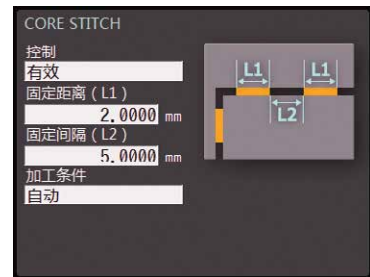 CORE STITCH
控制
有效
固定距离 ( L1 )
2.0000 mm
固定间隔 ( L2 )
5.0000 mm
加工条件
自动
L1 L1
L2